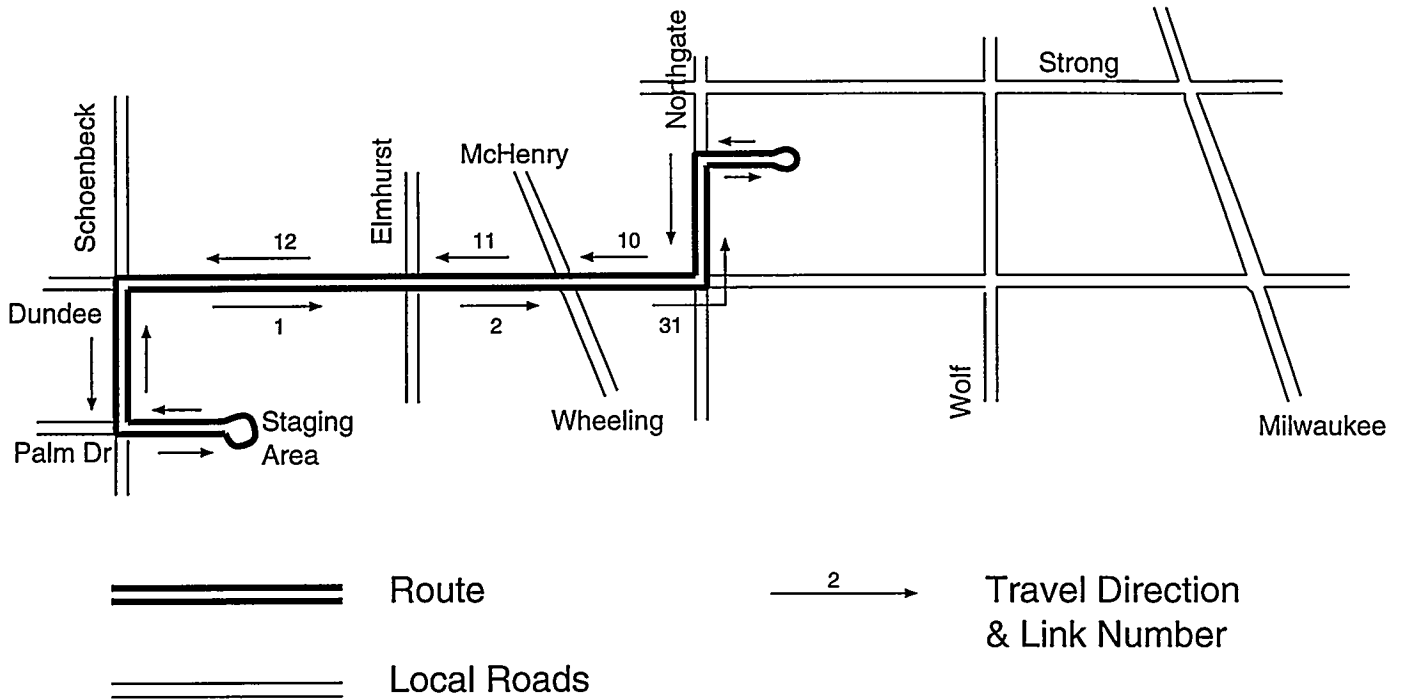 Northgate
Strong
Schoenbeck
McHenry
Elmhurst
12
11
10
Dundee
1
2
31
Wolf
Staging
Area
Wheeling
Milwaukee
Palm Dr
Route
2
Travel Direction
& Link Number
Local Roads